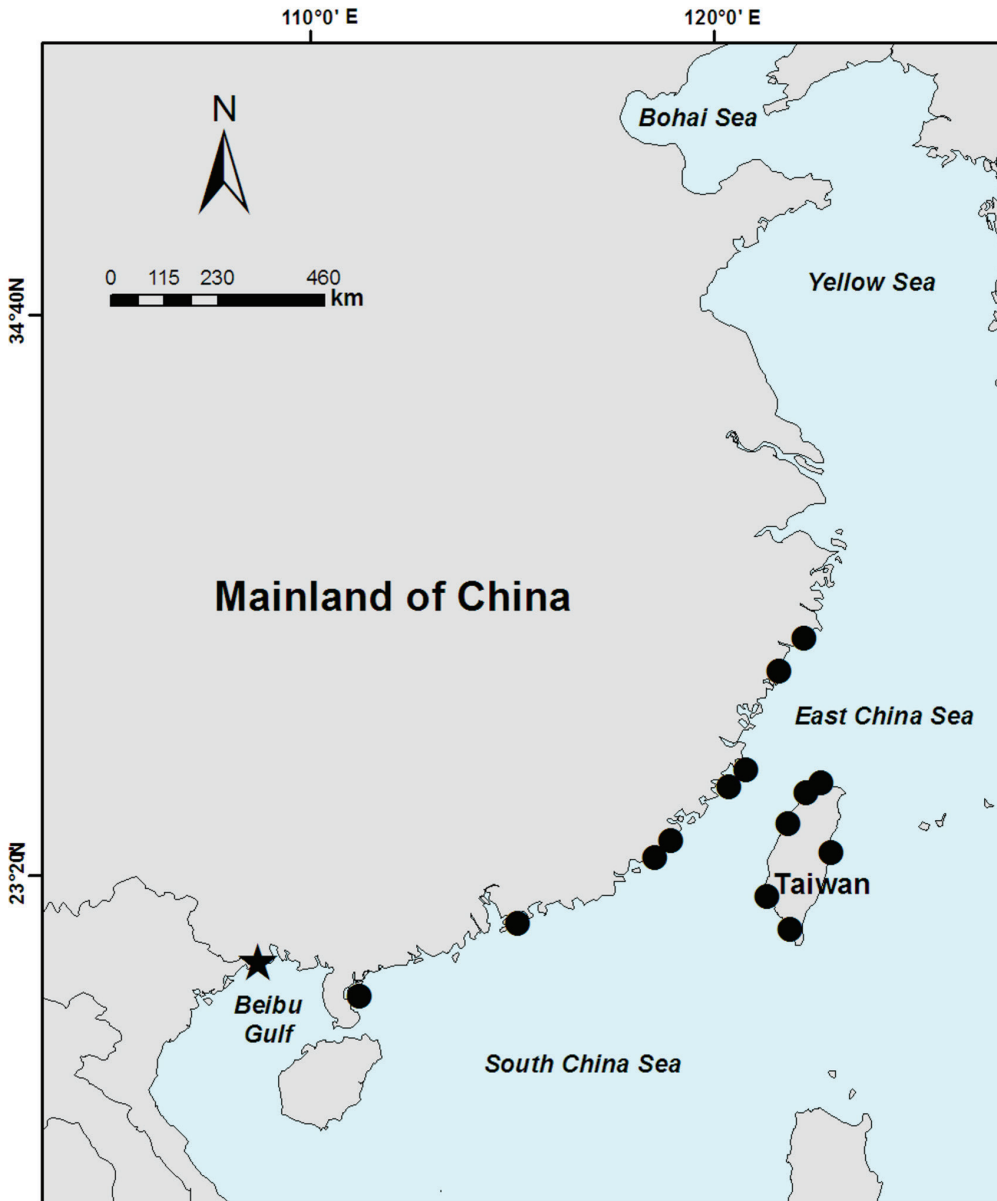 110°0' E
120°0' E
Bohai Sea
N
0 115 230 460
km
Yellow Sea
34°40N
Mainland of China
East China Sea
23°20N
Taiwan
Beibu
Gulf
South China Sea